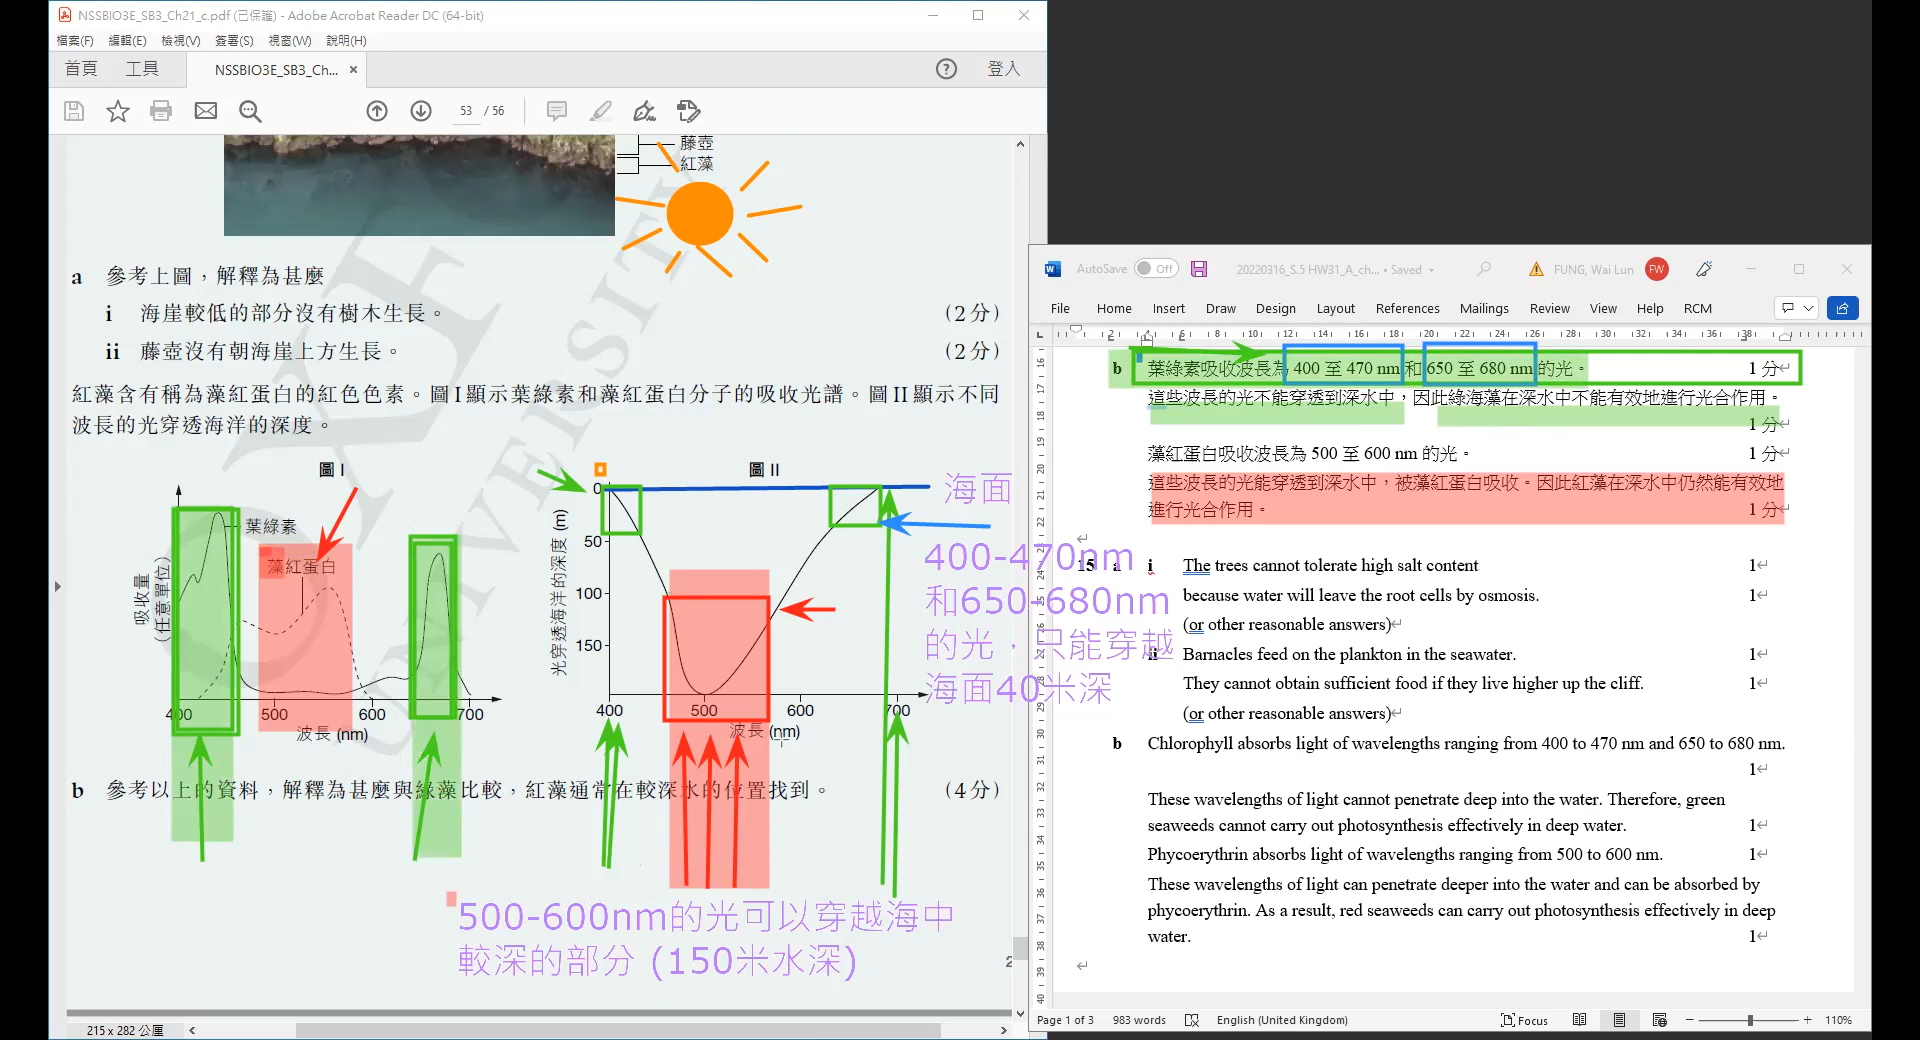 NSSBIO3E_SB3_Ch21_c.pdf (已保護) - Adobe Acrobat Reader DC (64-bit)
檔案(F) 編輯(E) 檢視(V) 簽署(S) 視窗(W) 說明(H)
首頁 工具 NSSBIO3E_SB3_Ch... × 登入
53 / 56
藤壺
紅藻
a 參考上圖，解釋為甚麼
i 海崖較低的部分沒有樹木生長。 (2分)
ii 藤壺沒有朝海崖上方生長。 (2分)
紅藻含有稱為藻紅蛋白的紅色色素。圖I顯示葉綠素和藻紅蛋白分子的吸收光譜。圖II顯示不同
波長的光穿透海洋的深度。
圖 I
葉綠素
藻紅蛋白
吸收量
(任意單位)
400 500 600 700
波長 (nm)
圖 II
0
50
100
150
光穿透海洋的深度 (m)
400 500 600 700
波長 (nm)
海面
400-470nm
和650-680nm
的光，只能穿越
海面40米深
b 參考以上的資料，解釋為甚麼與綠藻比較，紅藻通常在較深水的位置找到。 (4分)
500-600nm的光可以穿越海中
較深的部分 (150米水深)
2
215 x 282 公厘
OXF
UNIVERSITY
AutoSave Off 20220316_S.5 HW31_A_ch... • Saved FUNG, Wai Lun FW
File Home Insert Draw Design Layout References Mailings Review View Help RCM
b 葉綠素吸收波長為 400 至 470 nm 和 650 至 680 nm 的光。 1 分
這些波長的光不能穿透到深水中，因此綠海藻在深水中不能有效地進行光合作用。
1 分
藻紅蛋白吸收波長為 500 至 600 nm 的光。 1 分
這些波長的光能穿透到深水中，被藻紅蛋白吸收。因此紅藻在深水中仍然能有效地
進行光合作用。 1 分
15 a i The trees cannot tolerate high salt content 1
because water will leave the root cells by osmosis. 1
(or other reasonable answers)
ii Barnacles feed on the plankton in the seawater. 1
They cannot obtain sufficient food if they live higher up the cliff. 1
(or other reasonable answers)
b Chlorophyll absorbs light of wavelengths ranging from 400 to 470 nm and 650 to 680 nm.
1
These wavelengths of light cannot penetrate deep into the water. Therefore, green
seaweeds cannot carry out photosynthesis effectively in deep water. 1
Phycoerythrin absorbs light of wavelengths ranging from 500 to 600 nm. 1
These wavelengths of light can penetrate deeper into the water and can be absorbed by
phycoerythrin. As a result, red seaweeds can carry out photosynthesis effectively in deep
water. 1
Page 1 of 3 983 words English (United Kingdom) Focus 110%